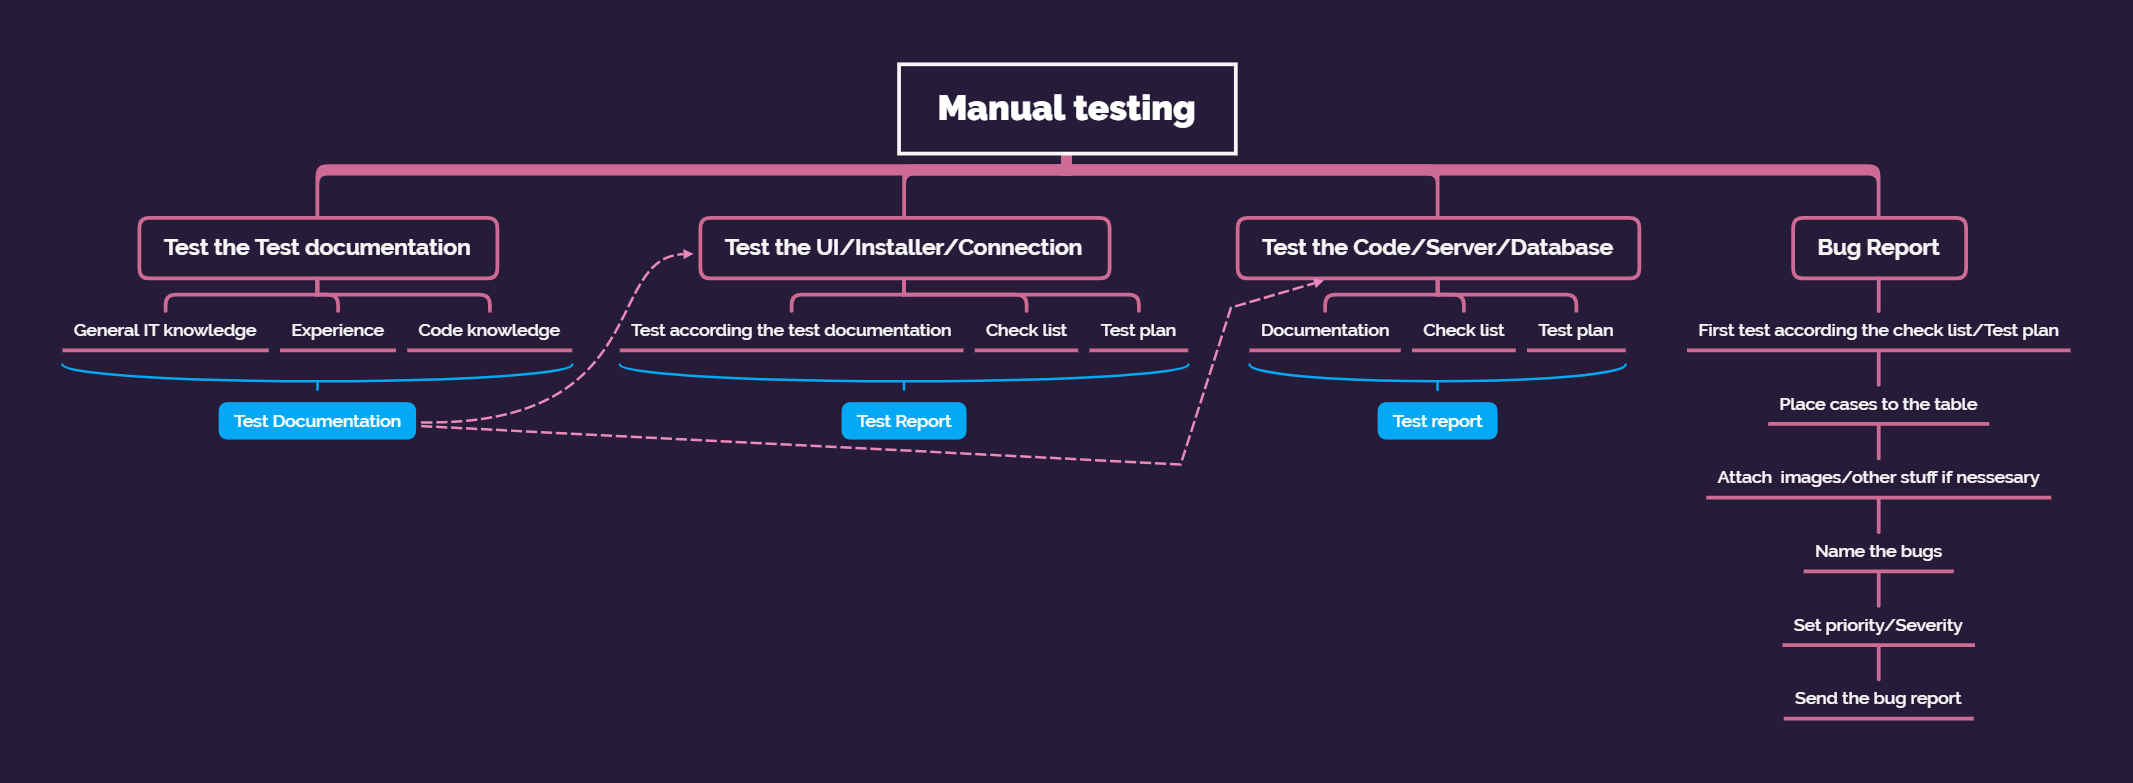 Manual testing
Test the Test documentation
Test the UI/Installer/Connection
Test the Code/Server/Database
Bug Report
General IT knowledge
Experience
Code knowledge
Test according the test documentation
Check list
Test plan
Documentation
Check list
Test plan
First test according the check list/Test plan
Test Documentation
Test Report
Test report
Place cases to the table
Attach  images/other stuff if nessesary
Name the bugs
Set priority/Severity
Send the bug report